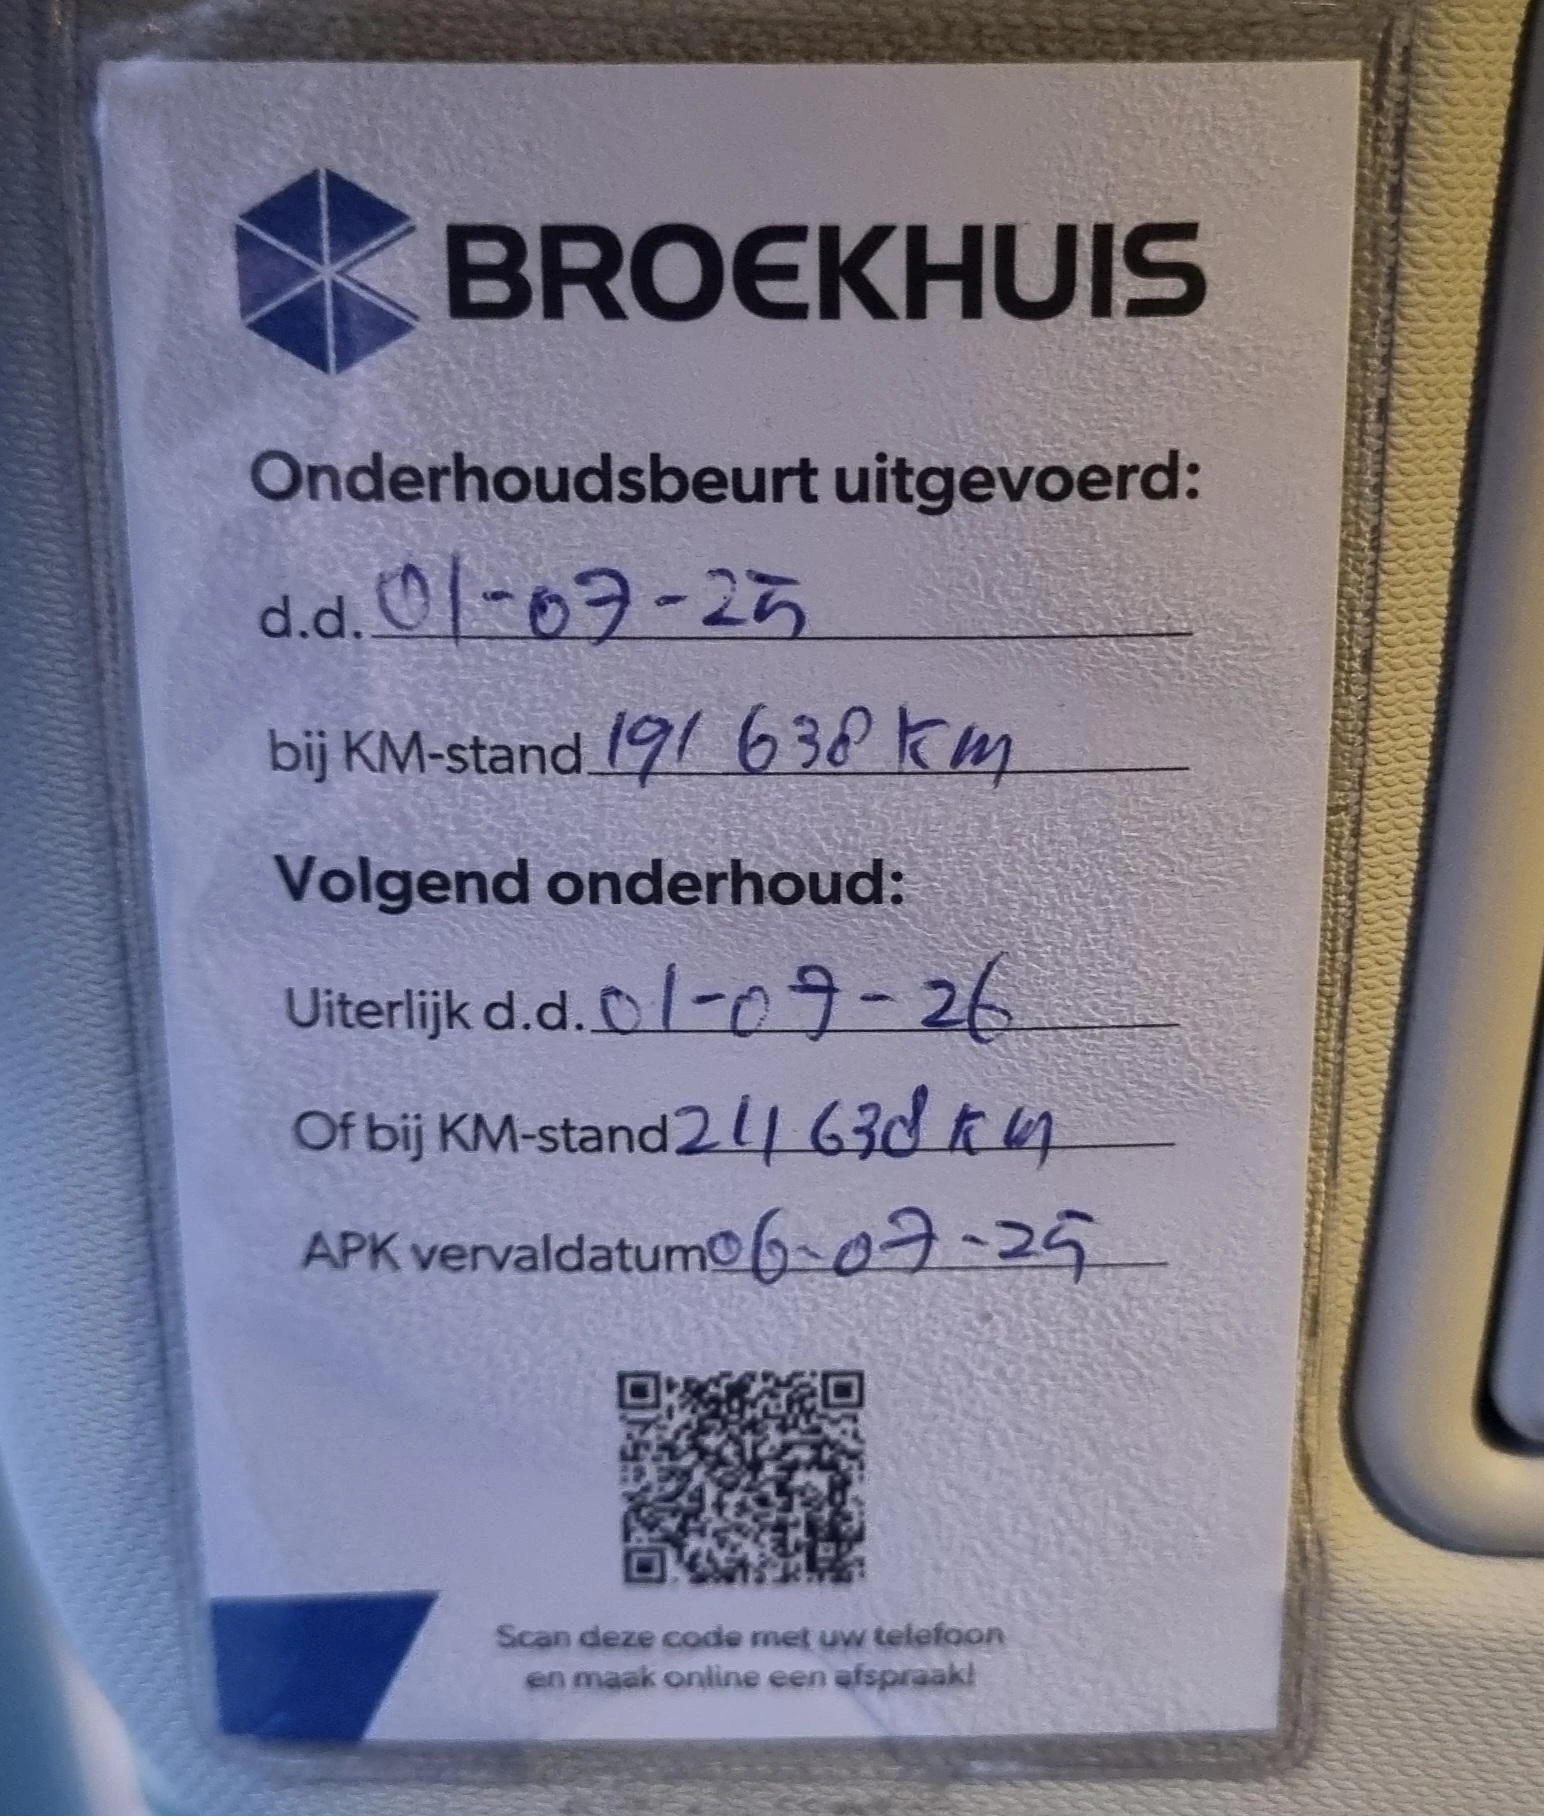 BROEKHUIS
Onderhoudsbeurt uitgevoerd:
d.d. 01-07-25
bij KM-stand 191 638 km
Volgend onderhoud:
Uiterlijk d.d. 01-07-26
Of bij KM-stand 211 638 km
APK vervaldatum 06-07-25
Scan deze code met uw telefoon
en maak online een afspraak!